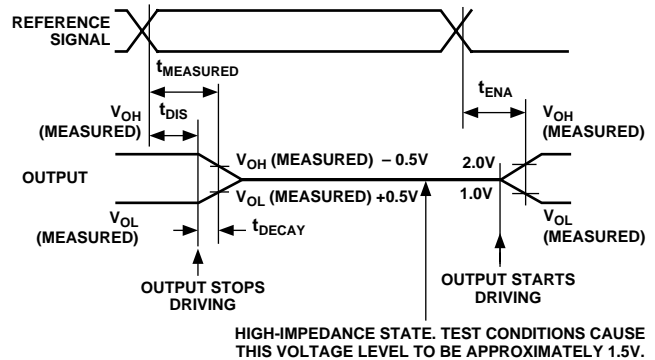 REFERENCE
SIGNAL
tMEASURED
tENA
VOH
(MEASURED)
tDIS
VOH
(MEASURED)
VOH (MEASURED) – 0.5V
2.0V
OUTPUT
VOL (MEASURED) +0.5V
1.0V
VOL
(MEASURED)
tDECAY
VOL
(MEASURED)
OUTPUT STOPS
DRIVING
OUTPUT STARTS
DRIVING
HIGH-IMPEDANCE STATE. TEST CONDITIONS CAUSE
THIS VOLTAGE LEVEL TO BE APPROXIMATELY 1.5V.